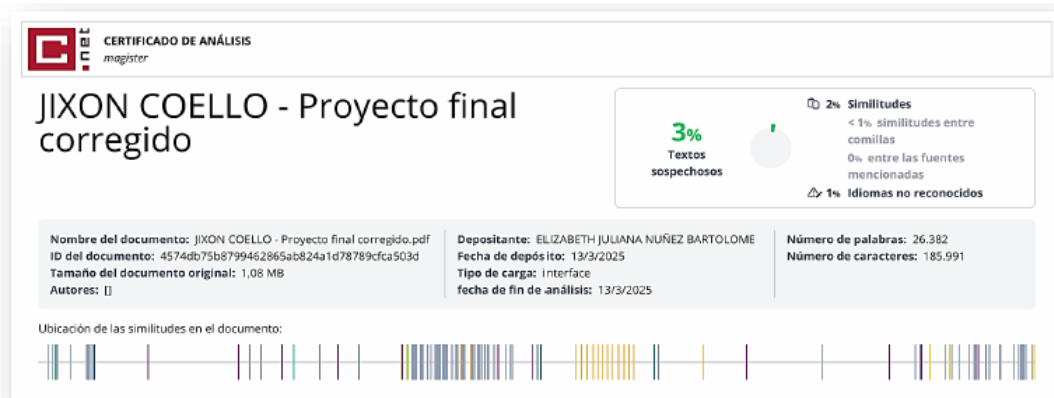 C.net
CERTIFICADO DE ANÁLISIS
magister
JIXON COELLO - Proyecto final
corregido
3%
Textos
sospechosos
2% Similitudes
< 1% similitudes entre
comillas
0% entre las fuentes
mencionadas
1% Idiomas no reconocidos
Nombre del documento: JIXON COELLO - Proyecto final corregido.pdf
ID del documento: 4574db75b8799462865ab824a1d78789cfca503d
Tamaño del documento original: 1,08 MB
Autores: []
Depositante: ELIZABETH JULIANA NUÑEZ BARTOLOME
Fecha de depósito: 13/3/2025
Tipo de carga: interface
fecha de fin de análisis: 13/3/2025
Número de palabras: 26.382
Número de caracteres: 185.991
Ubicación de las similitudes en el documento: